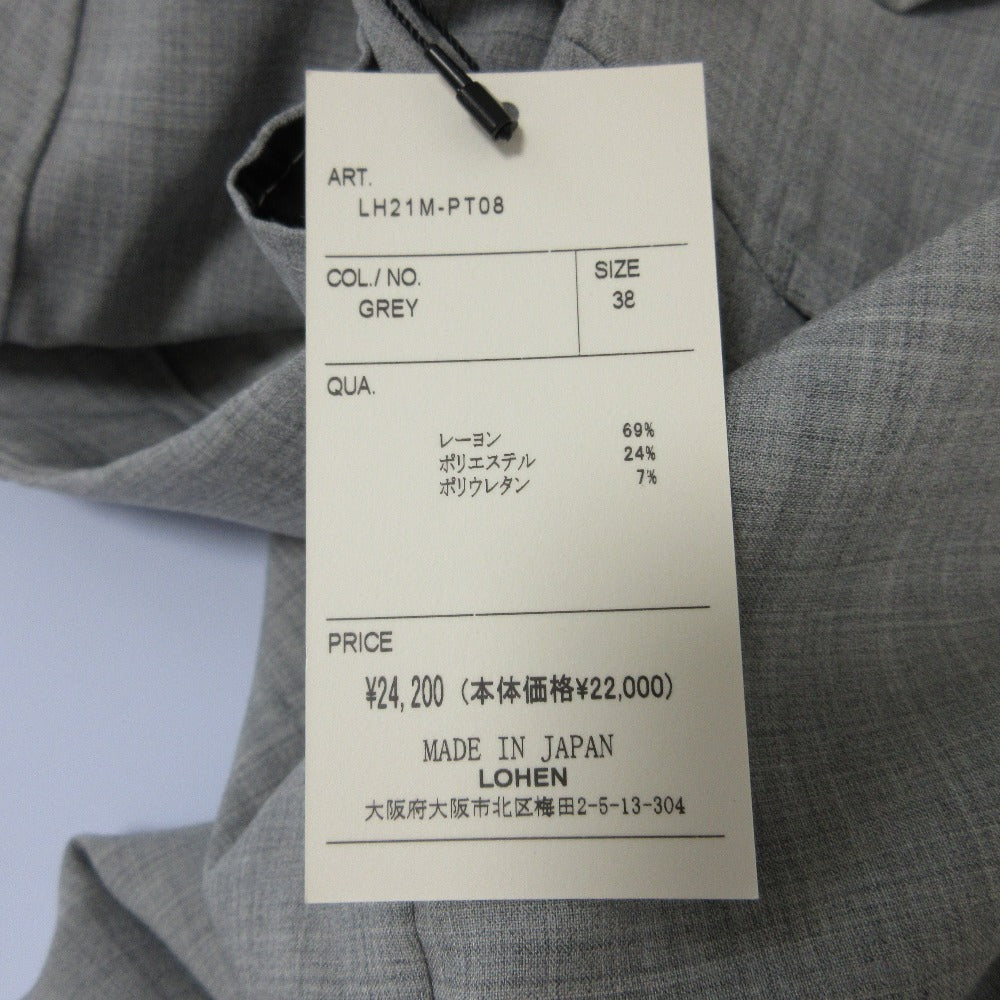 ART.
LH21M-PT08
COL./ NO.
GREY
SIZE
38
QUA.
レーヨン 69%
ポリエステル 24%
ポリウレタン 7%
PRICE
¥24,200 (本体価格¥22,000)
MADE IN JAPAN
LOHEN
大阪府大阪市北区梅田2-5-13-304